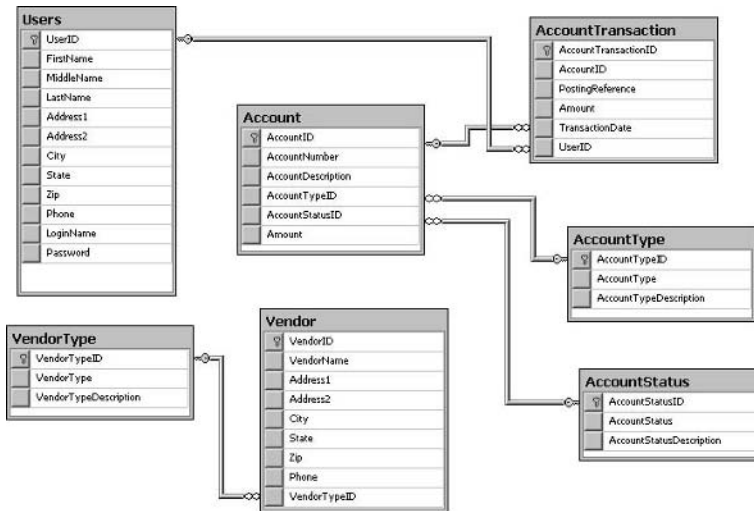 Users
UserID
FirstName
MiddleName
LastName
Address1
Address2
City
State
Zip
Phone
LoginName
Password
AccountTransaction
AccountTransactionID
AccountID
PostingReference
Amount
TransactionDate
UserID
Account
AccountID
AccountNumber
AccountDescription
AccountTypeID
AccountStatusID
Amount
AccountType
AccountTypeID
AccountType
AccountTypeDescription
VendorType
VendorTypeID
VendorType
VendorTypeDescription
Vendor
VendorID
VendorName
Address1
Address2
City
State
Zip
Phone
VendorTypeID
AccountStatus
AccountStatusID
AccountStatus
AccountStatusDescription